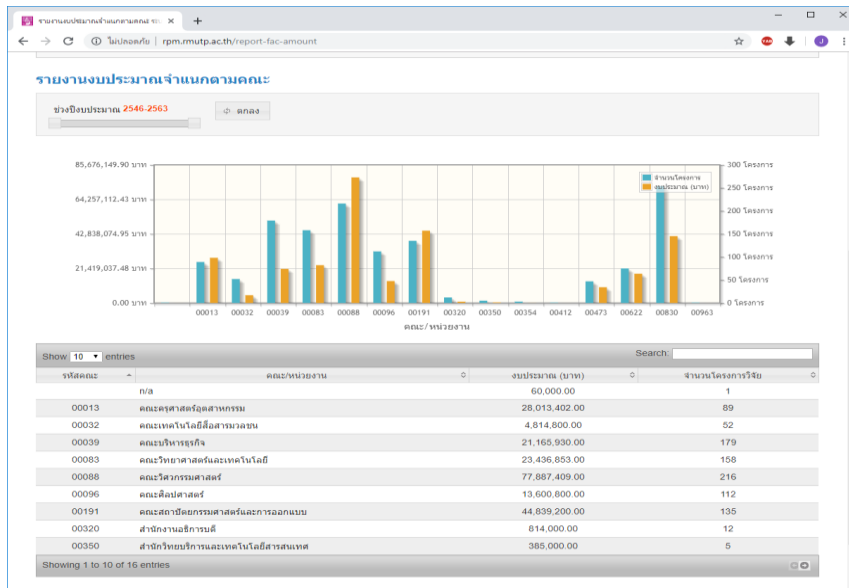 รายงานงบประมาณจำแนกตามคณะ
ไม่ปลอดภัย | rpm.rmutp.ac.th/report-fac-amount
รายงานงบประมาณจำแนกตามคณะ
ช่วงปีงบประมาณ 2546-2563
ตกลง
85,676,149.90 บาท
64,257,112.43 บาท
42,838,074.95 บาท
21,419,037.48 บาท
0.00 บาท
300 โครงการ
250 โครงการ
200 โครงการ
150 โครงการ
100 โครงการ
50 โครงการ
0 โครงการ
จำนวนโครงการ
งบประมาณ (บาท)
00013 00032 00039 00083 00088 00096 00191 00320 00350 00354 00412 00473 00622 00830 00963
คณะ/หน่วยงาน
Show 10 entries Search:
รหัสคณะ คณะ/หน่วยงาน งบประมาณ (บาท) จำนวนโครงการวิจัย
n/a 60,000.00 1
00013 คณะครุศาสตร์อุตสาหกรรม 28,013,402.00 89
00032 คณะเทคโนโลยีสื่อสารมวลชน 4,814,800.00 52
00039 คณะบริหารธุรกิจ 21,165,930.00 179
00083 คณะวิทยาศาสตร์และเทคโนโลยี 23,436,853.00 158
00088 คณะวิศวกรรมศาสตร์ 77,887,409.00 216
00096 คณะศิลปศาสตร์ 13,600,800.00 112
00191 คณะสถาปัตยกรรมศาสตร์และการออกแบบ 44,839,200.00 135
00320 สำนักงานอธิการบดี 814,000.00 12
00350 สำนักวิทยบริการและเทคโนโลยีสารสนเทศ 385,000.00 5
Showing 1 to 10 of 16 entries